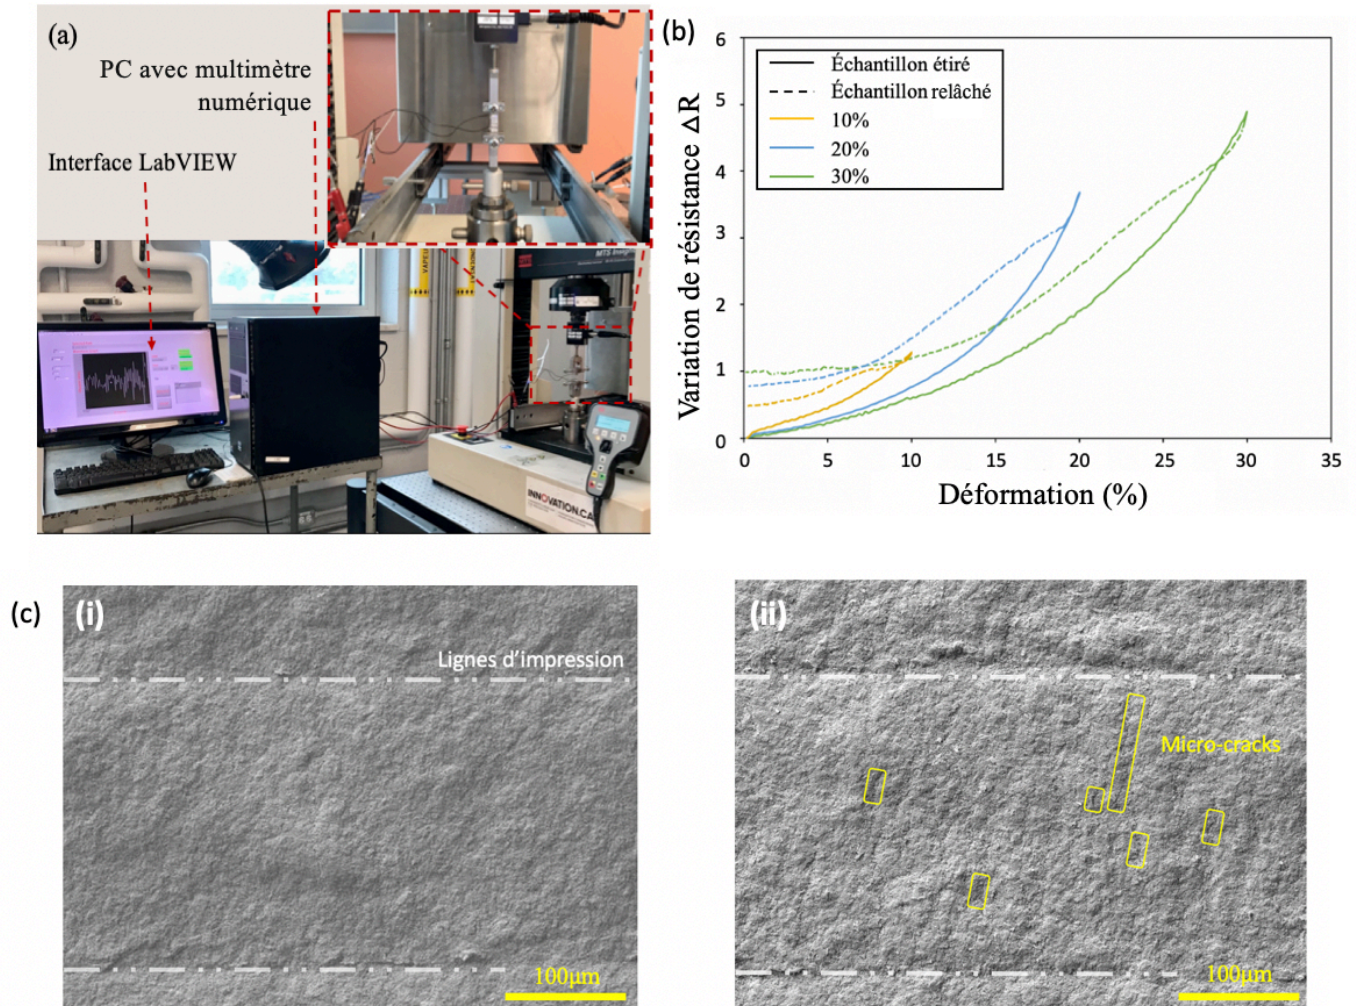 (a)
PC avec multimètre
numérique
Interface LabVIEW
MTS Insight
INNOVATION.CA
(b)
Variation de résistance ΔR
6
5
4
3
2
1
0
Échantillon étiré
Échantillon relâché
10%
20%
30%
0 5 10 15 20 25 30 35
Déformation (%)
(c)
(i)
Lignes d'impression
100μm
(ii)
Micro-cracks
100μm